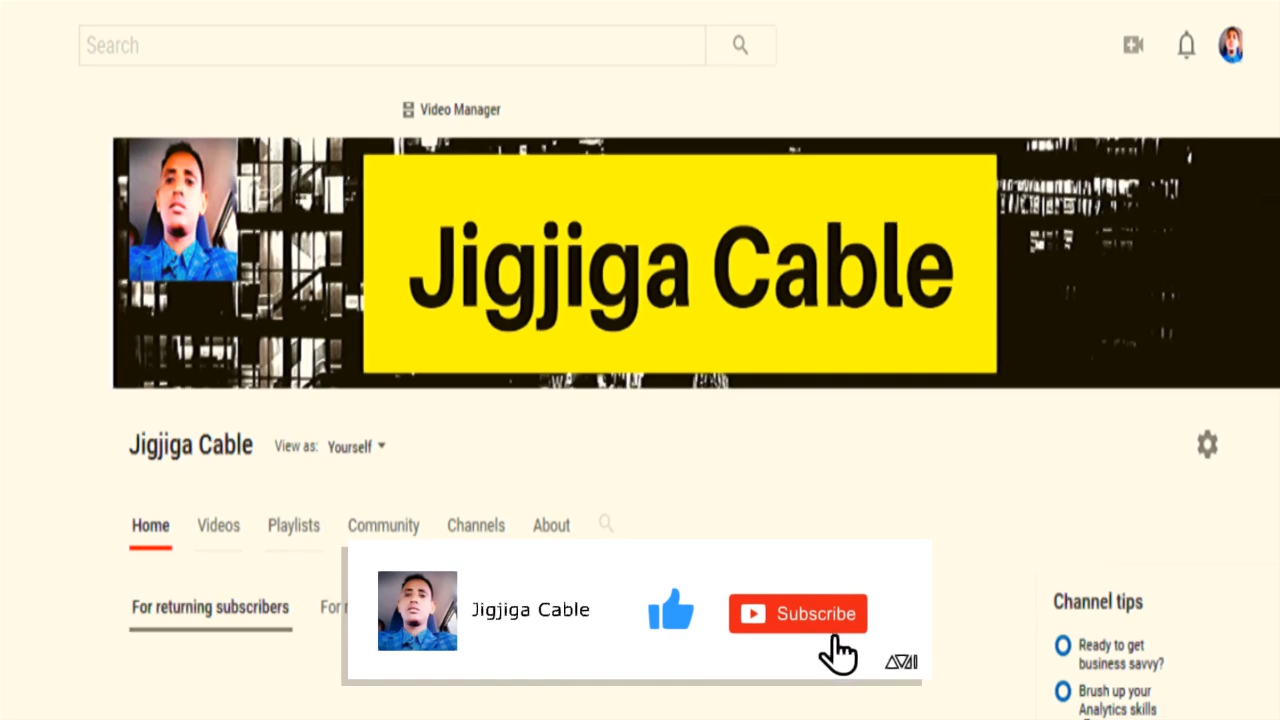 Search
Video Manager
Jigjiga Cable
Jigjiga Cable View as: Yourself
Home Videos Playlists Community Channels About
For returning subscribers For
Jigjiga Cable Subscribe
Channel tips
Ready to get
business savvy?
Brush up your
Analytics skills